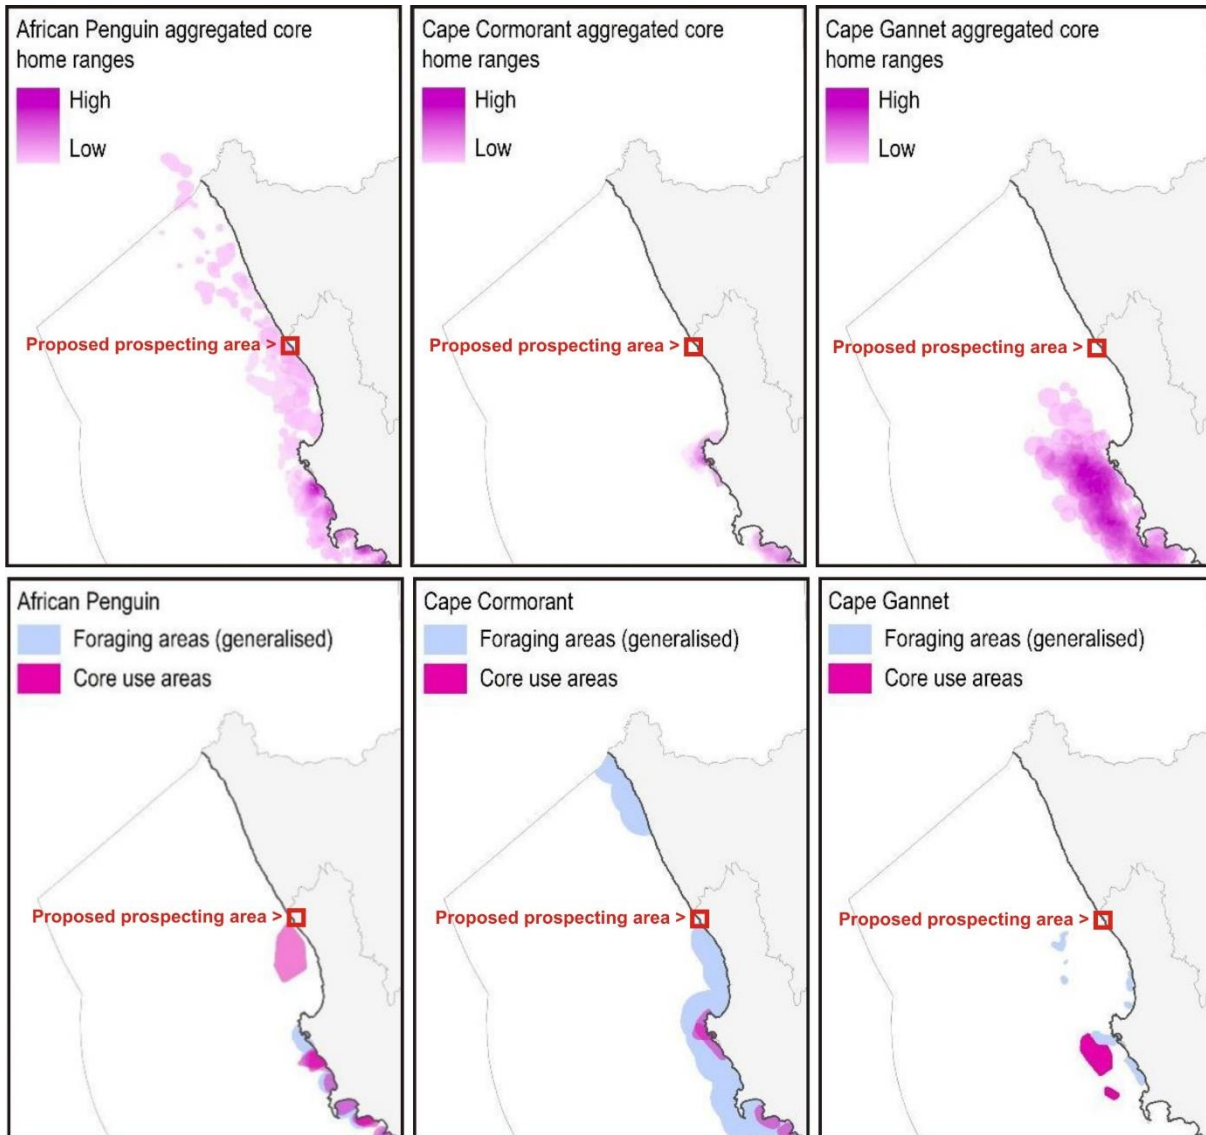 African Penguin aggregated core
home ranges
High
Low
Proposed prospecting area >
Cape Cormorant aggregated core
home ranges
High
Low
Proposed prospecting area >
Cape Gannet aggregated core
home ranges
High
Low
Proposed prospecting area >
African Penguin
Foraging areas (generalised)
Core use areas
Proposed prospecting area >
Cape Cormorant
Foraging areas (generalised)
Core use areas
Proposed prospecting area >
Cape Gannet
Foraging areas (generalised)
Core use areas
Proposed prospecting area >